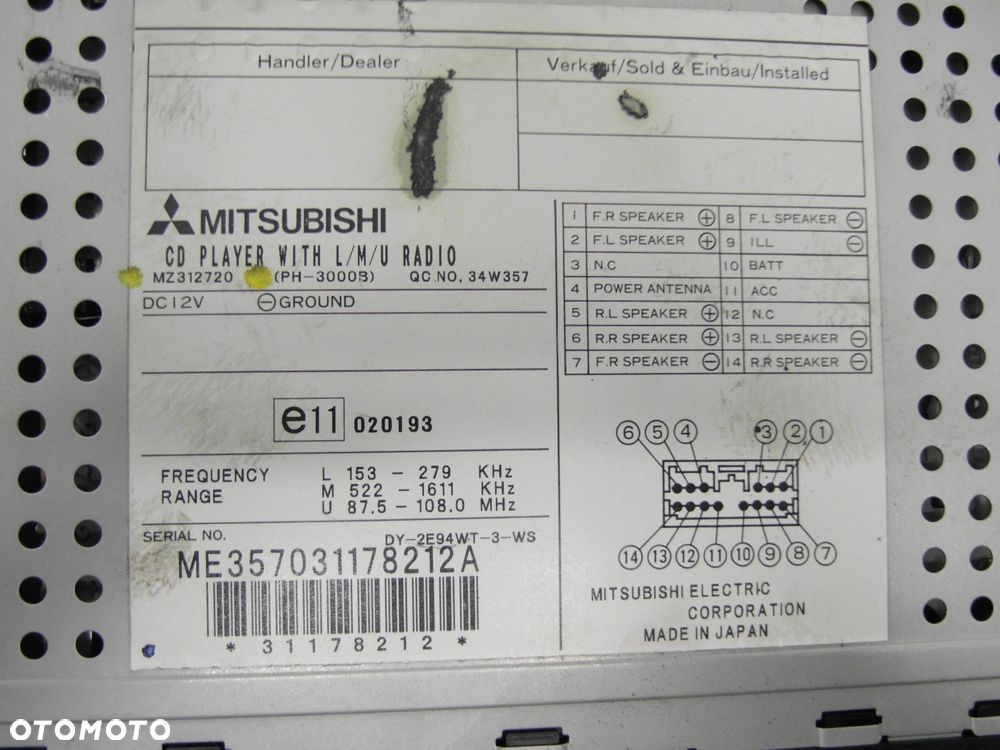 Handler/Dealer
Verkauf/Sold & Einbau/Installed
MITSUBISHI
CD PLAYER WITH L/M/U RADIO
MZ312720 (PH-3000B) QC.NO. 34W357
DC12V ⊖GROUND
e11 020193
FREQUENCY RANGE
L 153 - 279 KHz
M 522 - 1611 KHz
U 87.5 - 108.0 MHz
SERIAL NO. DY-2E94WT-3-WS
ME357031178212A
* 31178212 *
1 F.R SPEAKER ⊕ 8 F.L SPEAKER ⊖
2 F.L SPEAKER ⊕ 9 ILL ⊖
3 N.C 10 BATT
4 POWER ANTENNA 11 ACC
5 R.L SPEAKER ⊕ 12 N.C
6 R.R SPEAKER ⊕ 13 R.L SPEAKER ⊖
7 F.R SPEAKER ⊖ 14 R.R SPEAKER ⊖
6 5 4 3 2 1
14 13 12 11 10 9 8 7
MITSUBISHI ELECTRIC
CORPORATION
MADE IN JAPAN
OTOMOTO